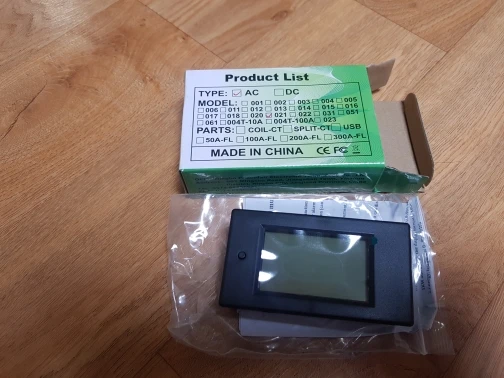 Product List
TYPE: ☑ AC ☐ DC
MODEL: ☐ 001 ☐ 002 ☐ 003 ☐ 004 ☐ 005
☐ 006 ☐ 011 ☐ 012 ☐ 013 ☐ 014 ☐ 015 ☐ 016
☐ 017 ☐ 018 ☐ 020 ☑ 021 ☐ 022 ☐ 031 ☐ 051
☐ 061 ☐ 004T-10A ☐ 004T-100A ☐ 023
PARTS: ☐ COIL-CT ☐ SPLIT-CT ☐ USB
☐ 50A-FL ☐ 100A-FL ☐ 200A-FL ☐ 300A-FL
MADE IN CHINA CE FC